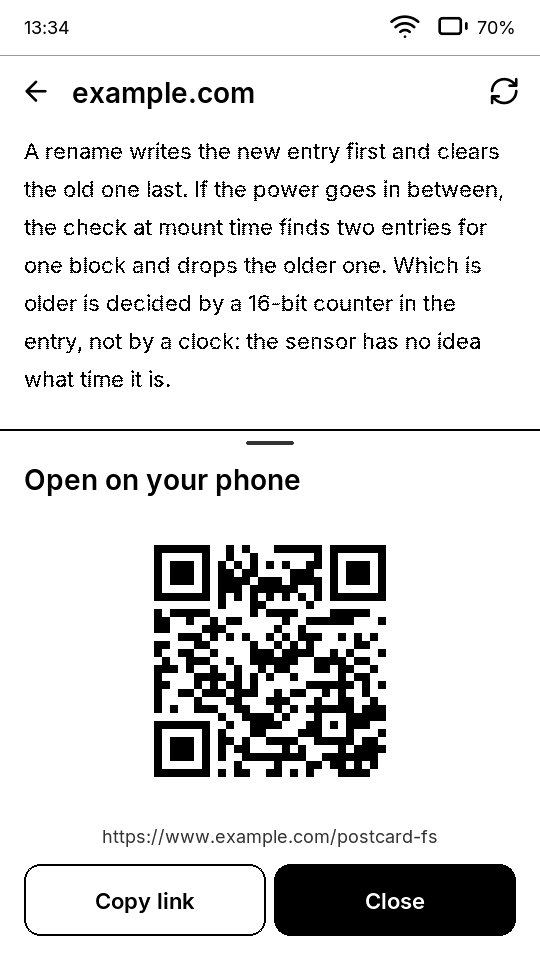 13:34
70%
example.com
A rename writes the new entry first and clears
the old one last. If the power goes in between,
the check at mount time finds two entries for
one block and drops the older one. Which is
older is decided by a 16-bit counter in the
entry, not by a clock: the sensor has no idea
what time it is.
Open on your phone
https://www.example.com/postcard-fs
Copy link
Close